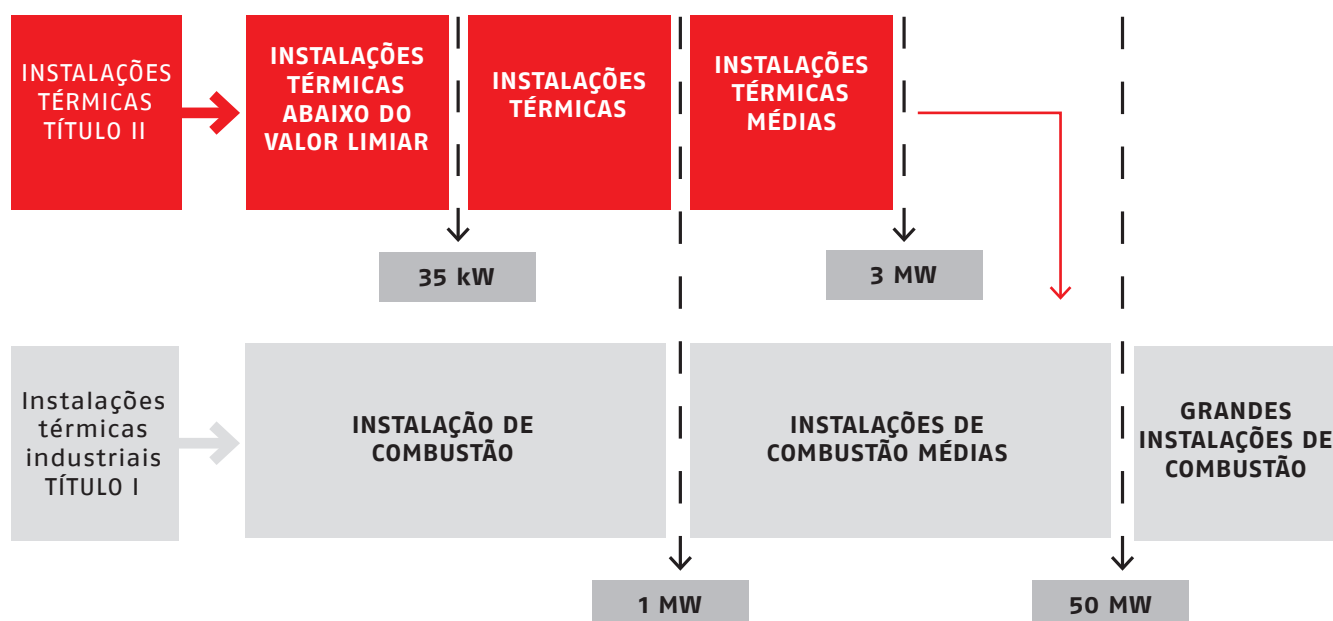 INSTALAÇÕES
TÉRMICAS
TÍTULO II
INSTALAÇÕES
TÉRMICAS
ABAIXO DO
VALOR LIMIAR
INSTALAÇÕES
TÉRMICAS
INSTALAÇÕES
TÉRMICAS
MÉDIAS
35 kW
3 MW
Instalações
térmicas
industriais
TÍTULO I
INSTALAÇÃO DE
COMBUSTÃO
INSTALAÇÕES DE
COMBUSTÃO MÉDIAS
GRANDES
INSTALAÇÕES DE
COMBUSTÃO
1 MW
50 MW